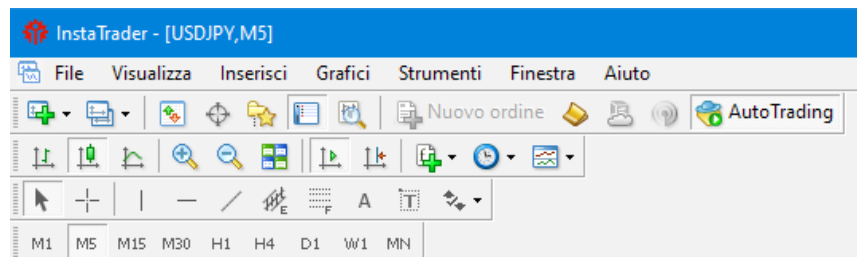 InstaTrader - [USDJPY,M5]
File Visualizza Inserisci Grafici Strumenti Finestra Aiuto
Nuovo ordine AutoTrading
E F A T
M1 M5 M15 M30 H1 H4 D1 W1 MN